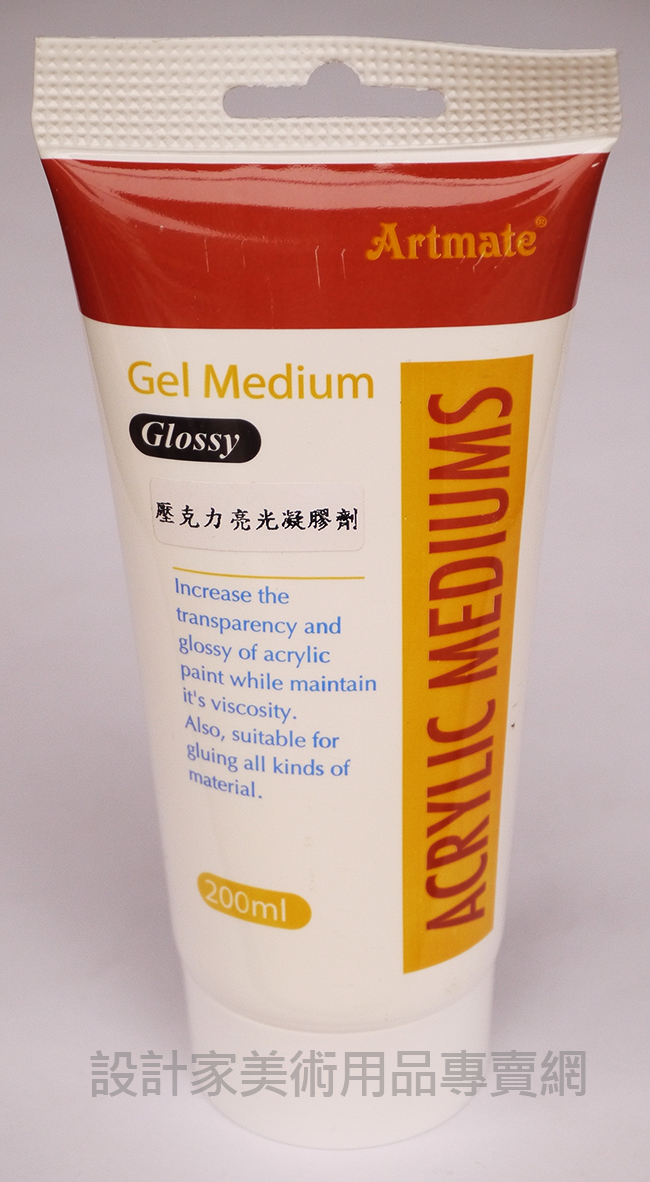 Artmate®
Gel Medium
Glossy
壓克力亮光凝膠劑
Increase the
transparency and
glossy of acrylic
paint while maintain
it's viscosity.
Also, suitable for
gluing all kinds of
material.
200ml
ACRYLIC MEDIUMS
設計家美術用品專賣網